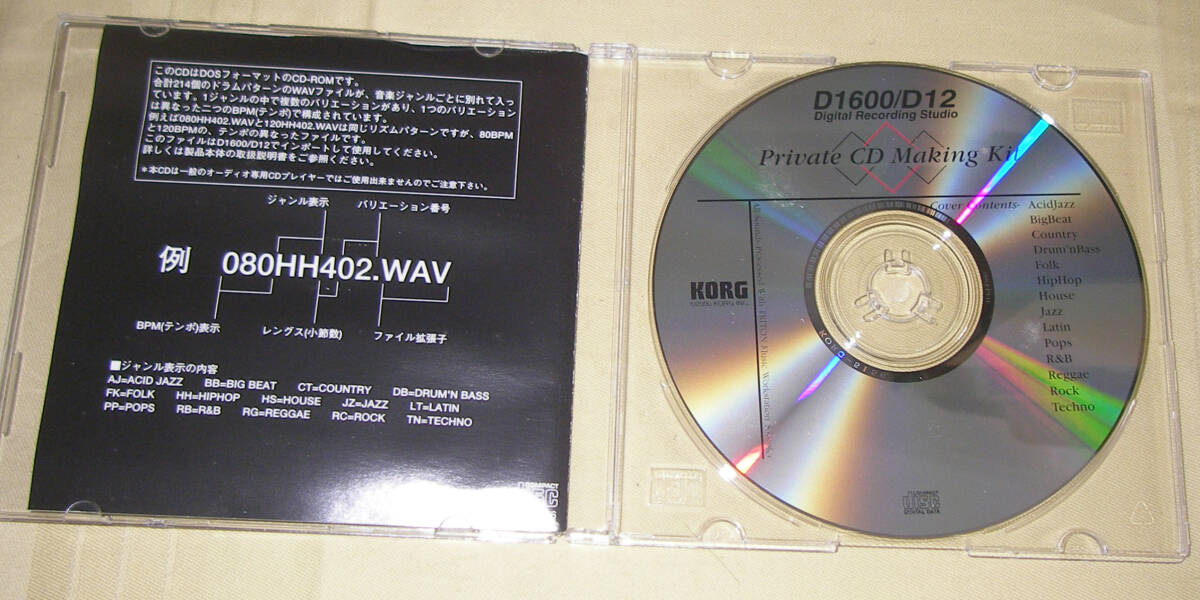 このCDはDOSフォーマットのCD-ROMです。
合計214個のドラムパターンのWAVファイルが、音楽ジャンルごとに別れて入っ
ています。1ジャンルの中で複数のバリエーションがあり、1つのバリエーション
は異なった二つのBPM(テンポ)で構成されています。
例えば080HH402.WAVと120HH402.WAVは同じリズムパターンですが、80BPM
と120BPMの、テンポの異なったファイルです。
このファイルはD1600/D12でインポートして使用してください。
詳しくは製品本体の取扱説明書をご参照ください。
*本CDは一般のオーディオ専用CDプレイヤーではご使用出来ませんのでご注意下さい。
ジャンル表示 バリエーション番号
例 080HH402.WAV
BPM(テンポ)表示 レングス(小節数) ファイル拡張子
■ジャンル表示の内容
AJ=ACID JAZZ BB=BIG BEAT CT=COUNTRY DB=DRUM'N BASS
FK=FOLK HH=HIPHOP HS=HOUSE JZ=JAZZ LT=LATIN
PP=POPS RB=R&B RG=REGGAE RC=ROCK TN=TECHNO
COMPACT
D1600/D12
Digital Recording Studio
Private CD Making Kit
-Cover Contents-
AcidJazz
BigBeat
Country
Drum'nBass
Folk
HipHop
House
Jazz
Latin
Pops
R&B
Reggae
Rock
Techno
KORG
All Sounds Processed With TRITON Music Workstation
COMPACT
disc
DIGITAL DATA